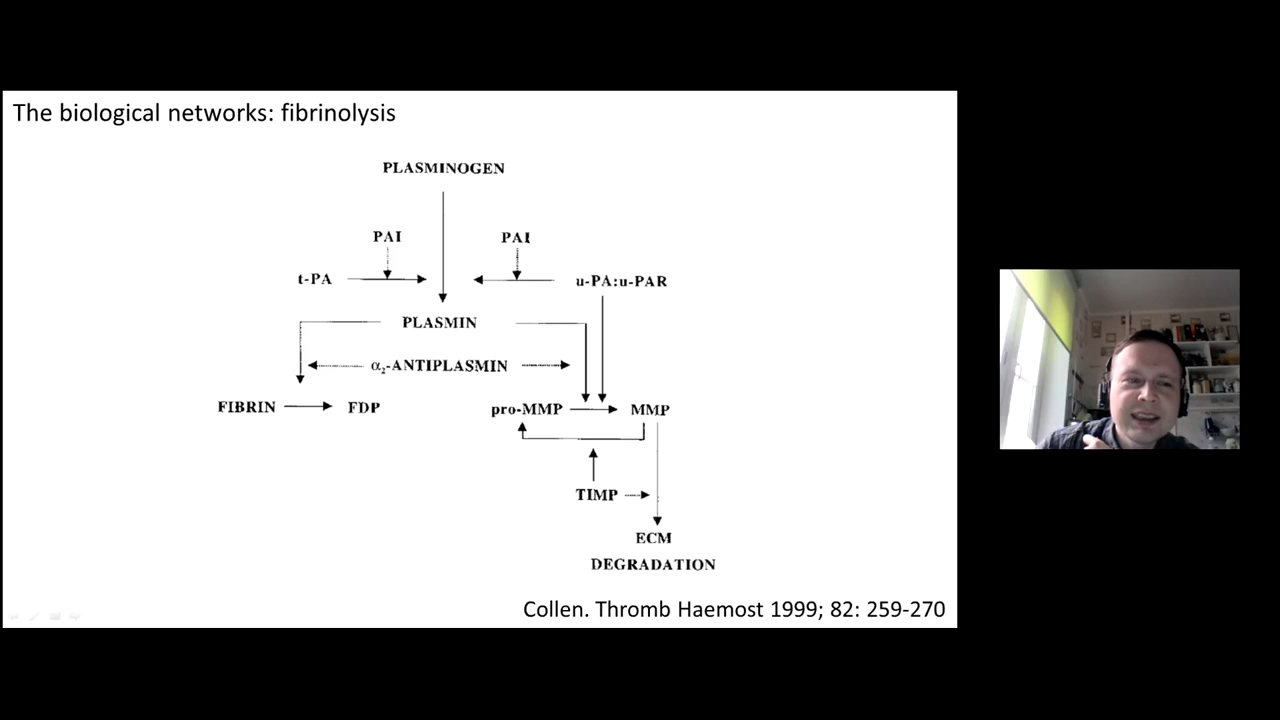 The biological networks: fibrinolysis
PLASMINOGEN
PAI PAI
t-PA u-PA:u-PAR
PLASMIN
α₂-ANTIPLASMIN
FIBRIN FDP pro-MMP MMP
TIMP
ECM
DEGRADATION
Collen. Thromb Haemost 1999; 82: 259-270